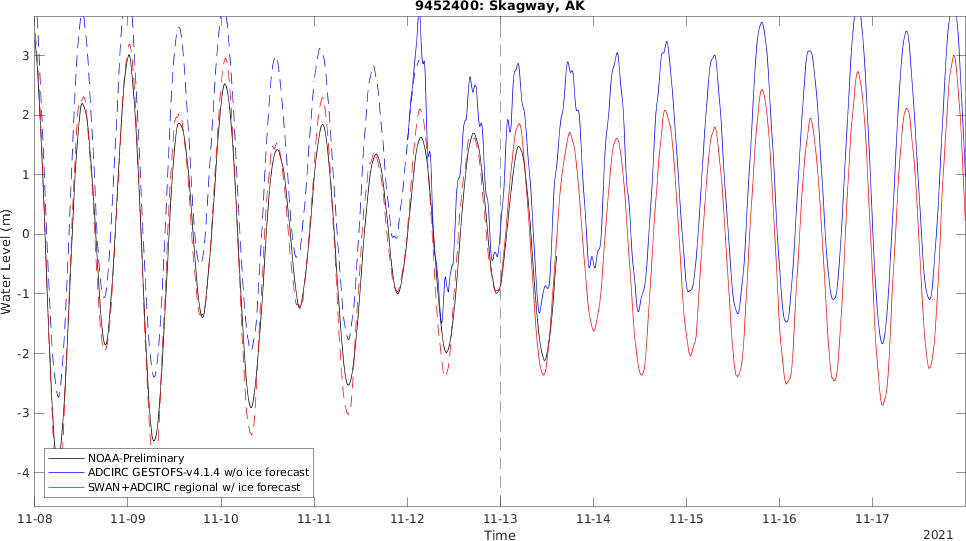 9452400: Skagway, AK
Water Level (m)
3
2
1
0
-1
-2
-3
-4
NOAA-Preliminary
ADCIRC GESTOFS-v4.1.4 w/o ice forecast
SWAN+ADCIRC regional w/ ice forecast
11-08 11-09 11-10 11-11 11-12 11-13 11-14 11-15 11-16 11-17
Time
2021